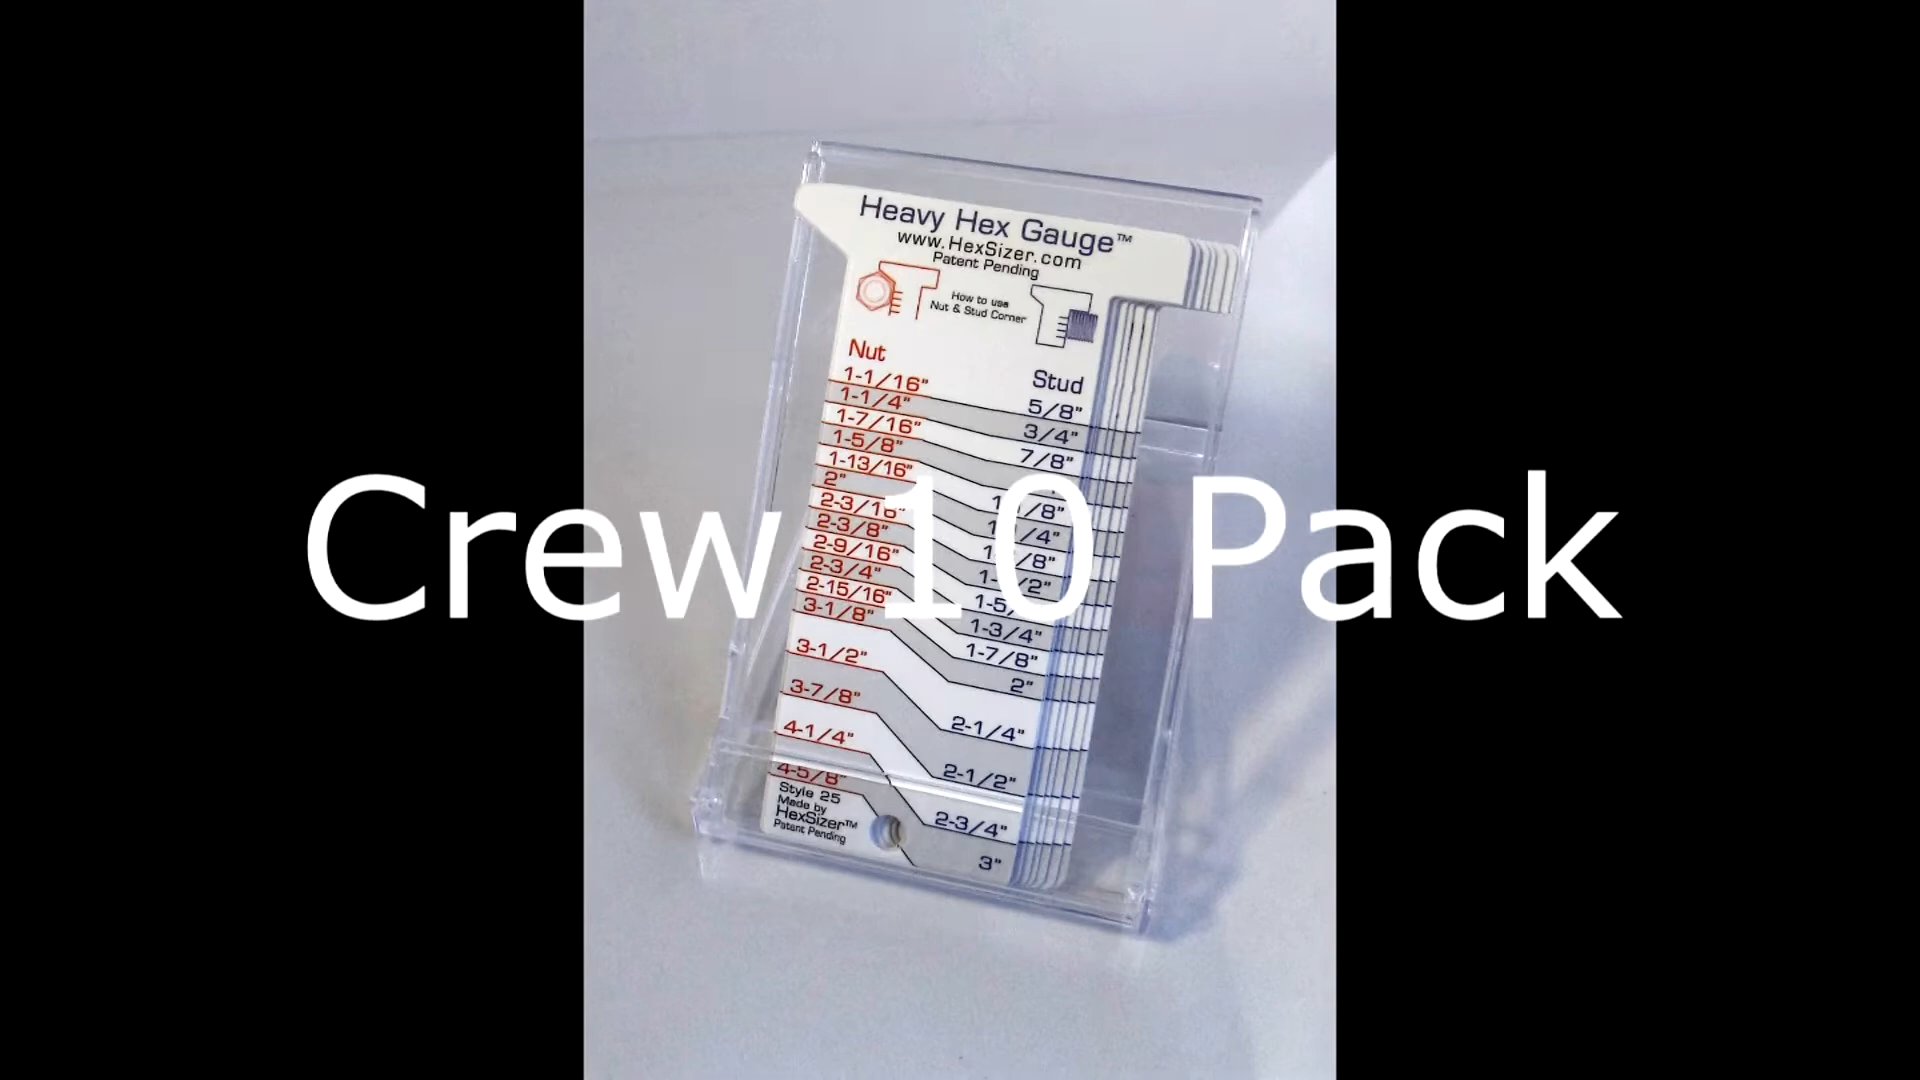 Heavy Hex Gauge™
www.HexSizer.com
Patent Pending
How to use
Nut & Stud Corner
Nut
Stud
1-1/16"
5/8"
1-1/4"
3/4"
1-7/16"
7/8"
1-5/8"
1-13/16"
2"
2-3/16"
2-3/8"
2-9/16"
2-3/4"
1-3/4"
2-15/16"
1-7/8"
3-1/8"
2"
3-1/2"
2-1/4"
3-7/8"
2-1/2"
4-1/4"
2-3/4"
4-5/8"
3"
Style 25
Made by
HexSizer™
Patent Pending
Crew 10 Pack